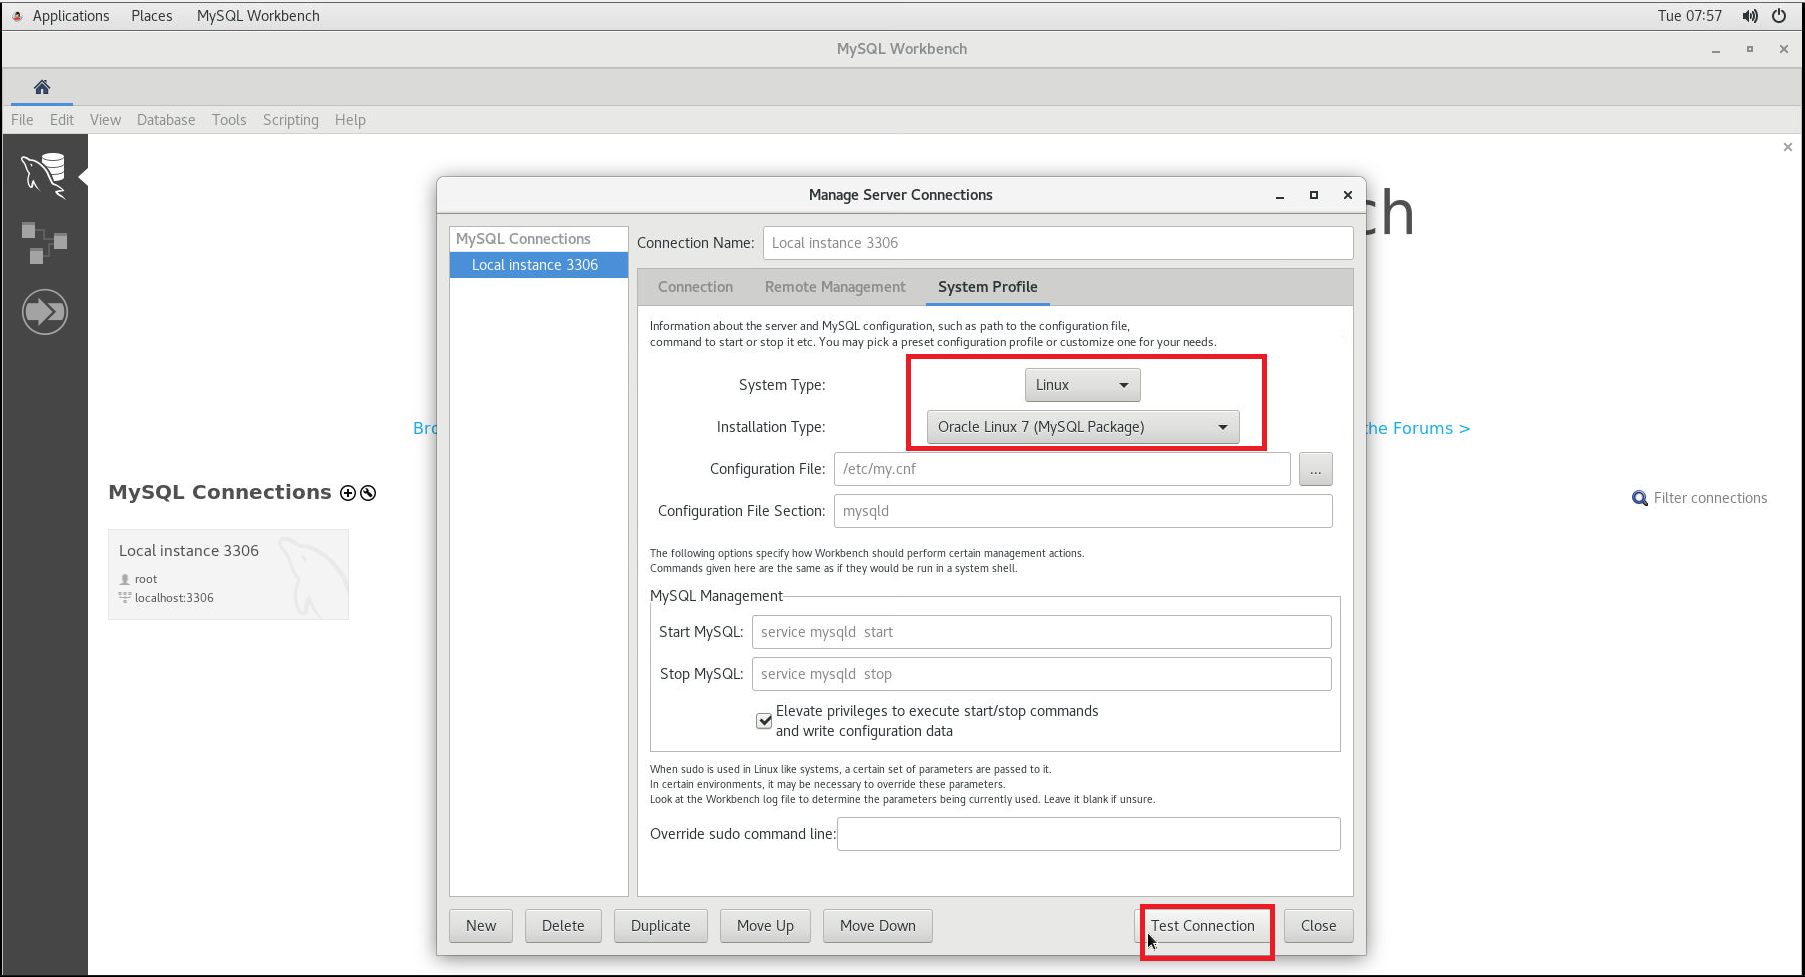 Applications Places MySQL Workbench Tue 07:57
MySQL Workbench
File Edit View Database Tools Scripting Help
Manage Server Connections
ch
MySQL Connections
Local instance 3306
Connection Name: Local instance 3306
Connection Remote Management System Profile
Information about the server and MySQL configuration, such as path to the configuration file,
command to start or stop it etc. You may pick a preset configuration profile or customize one for your needs.
System Type: Linux
Installation Type: Oracle Linux 7 (MySQL Package)
Configuration File: /etc/my.cnf ...
Configuration File Section: mysqld
The following options specify how Workbench should perform certain management actions.
Commands given here are the same as if they would be run in a system shell.
MySQL Management
Start MySQL: service mysqld  start
Stop MySQL: service mysqld  stop
Elevate privileges to execute start/stop commands
and write configuration data
When sudo is used in Linux like systems, a certain set of parameters are passed to it.
In certain environments, it may be necessary to override these parameters.
Look at the Workbench log file to determine the parameters being currently used. Leave it blank if unsure.
Override sudo command line:
New Delete Duplicate Move Up Move Down Test Connection Close
Bro
the Forums >
MySQL Connections
Filter connections
Local instance 3306
root
localhost:3306